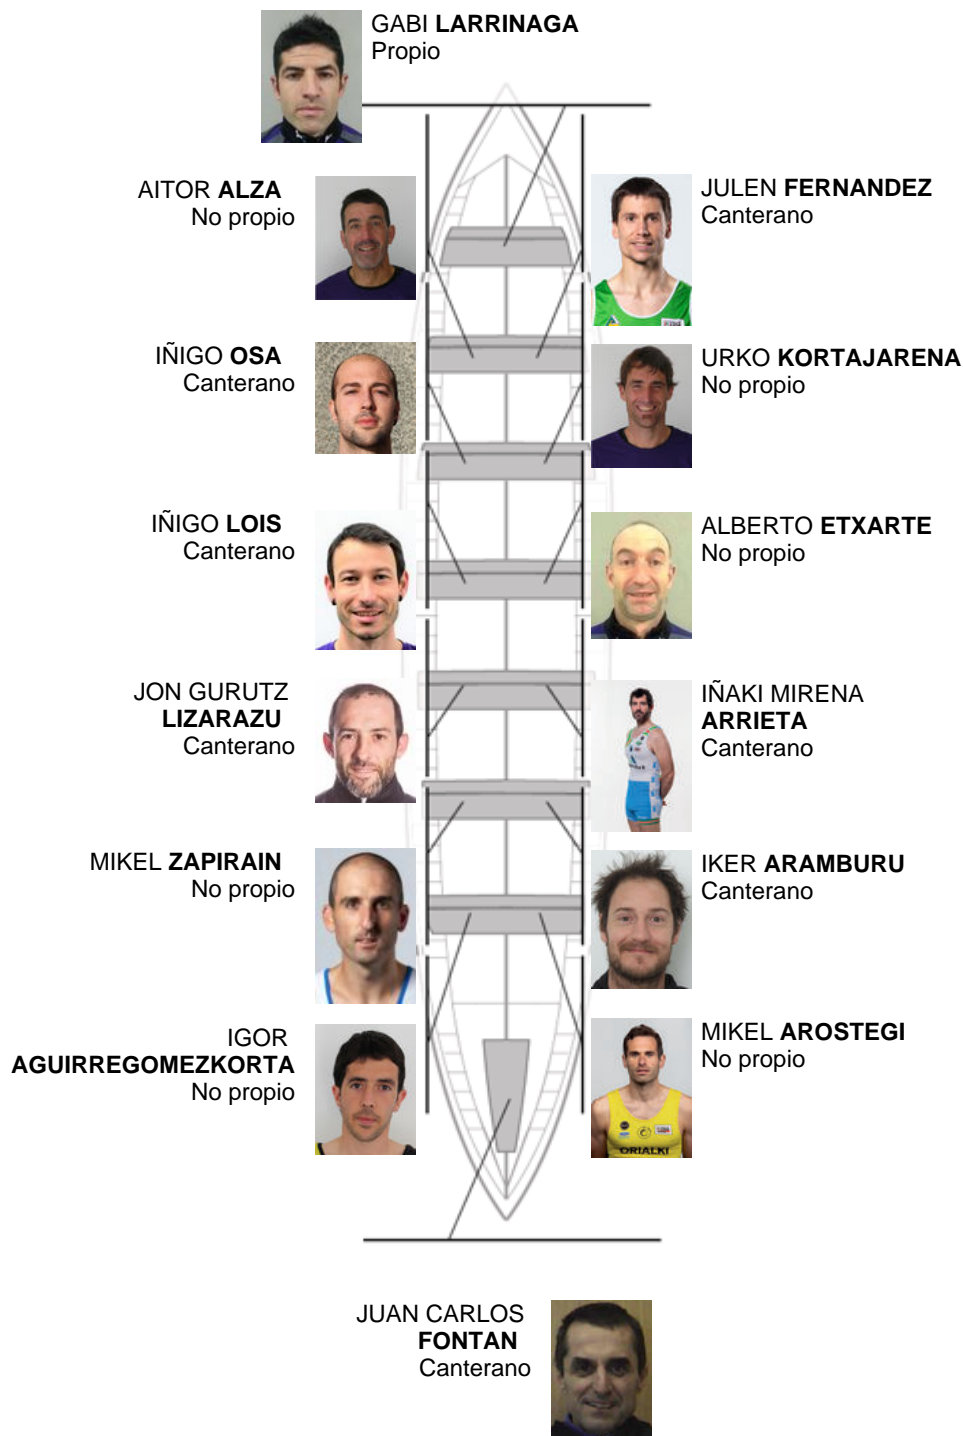 GABI LARRINAGA
Propio
AITOR ALZA
No propio
JULEN FERNANDEZ
Canterano
IÑIGO OSA
Canterano
URKO KORTAJARENA
No propio
IÑIGO LOIS
Canterano
ALBERTO ETXARTE
No propio
JON GURUTZ
LIZARAZU
Canterano
IÑAKI MIRENA
ARRIETA
Canterano
MIKEL ZAPIRAIN
No propio
IKER ARAMBURU
Canterano
IGOR
AGUIRREGOMEZKORTA
No propio
MIKEL AROSTEGI
No propio
ORIALKI
JUAN CARLOS
FONTAN
Canterano